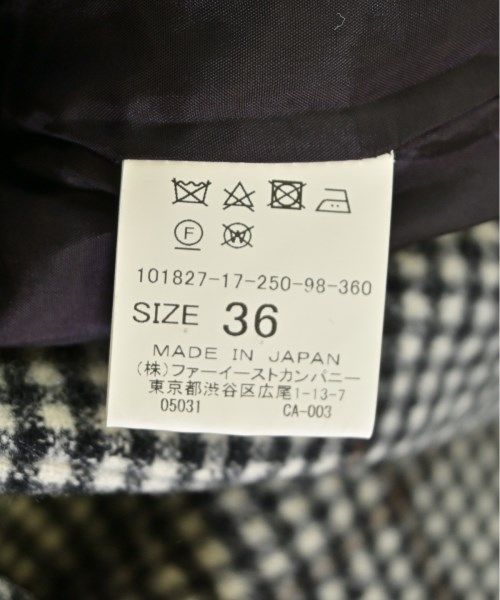 101827-17-250-98-360
SIZE 36
MADE IN JAPAN
(株)ファーイーストカンパニー
東京都渋谷区広尾1-13-7
05031 CA-003